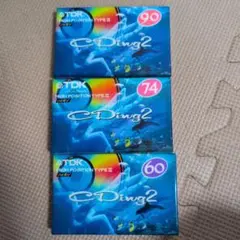 TDK
90
HIGH POSITION TYPE II
CDing2
TDK
74
HIGH POSITION TYPE II
CDing2
TDK
60
HIGH POSITION TYPE II
CDing2